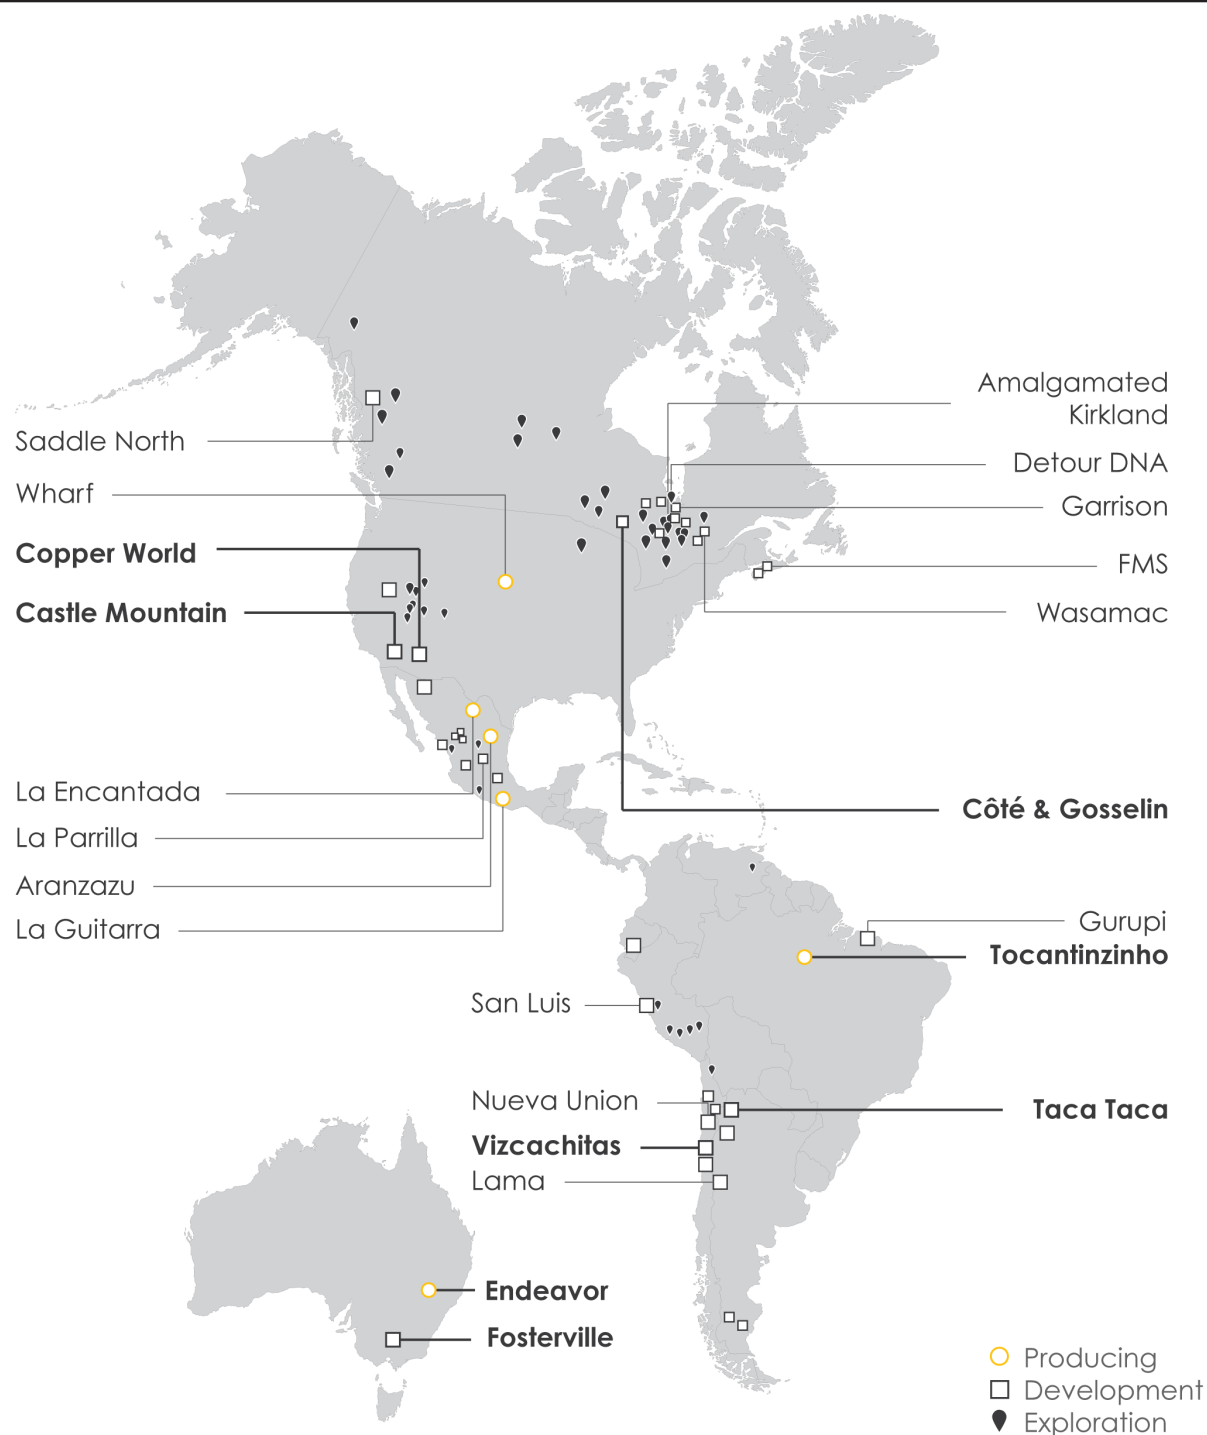 Amalgamated
Kirkland
Saddle North
Detour DNA
Wharf
Garrison
Copper World
FMS
Castle Mountain
Wasamac
La Encantada
Côté & Gosselin
La Parrilla
Aranzazu
La Guitarra
Gurupi
Tocantinzinho
San Luis
Nueva Union
Taca Taca
Vizcachitas
Lama
Endeavor
Fosterville
Producing
Development
Exploration